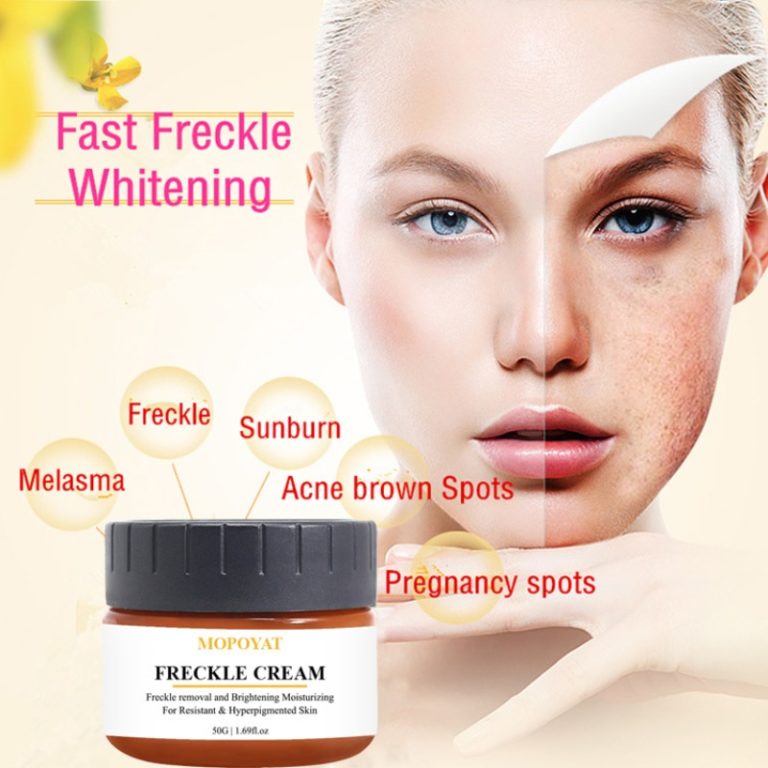 Fast Freckle
Whitening
Freckle
Sunburn
Melasma
Acne brown Spots
Pregnancy spots
MOPOYAT
FRECKLE CREAM
Freckle removal and Brightening Moisturizing
For Resistant & Hyperpigmented Skin
50G | 1.69fl.oz